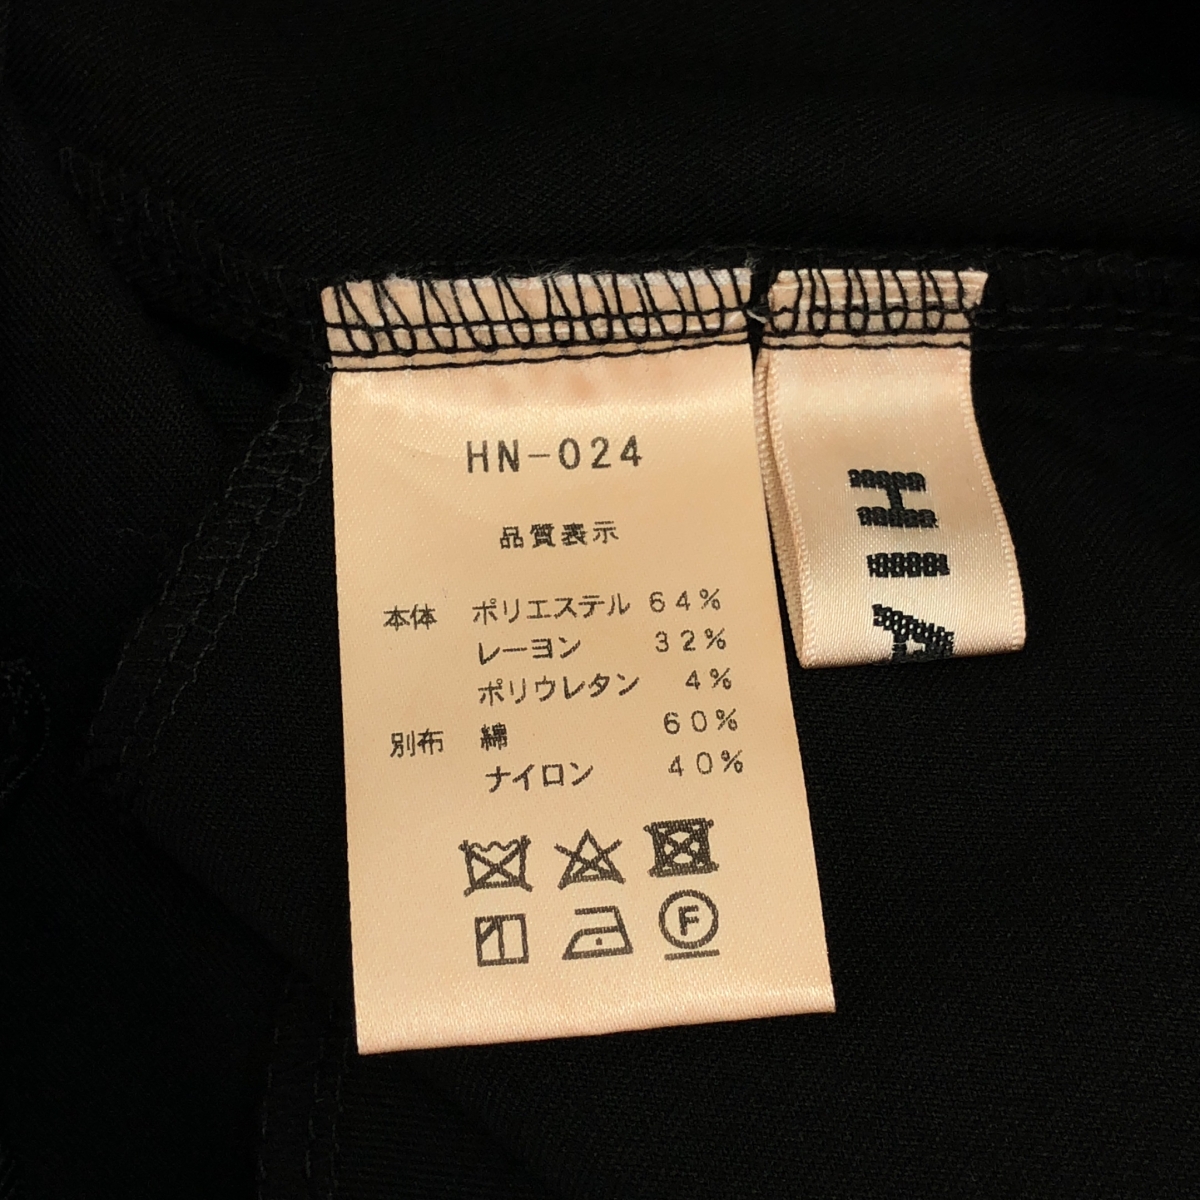 HN-024
品質表示
本体 ポリエステル 64%
レーヨン 32%
ポリウレタン 4%
別布 綿 60%
ナイロン 40%
F
HIA